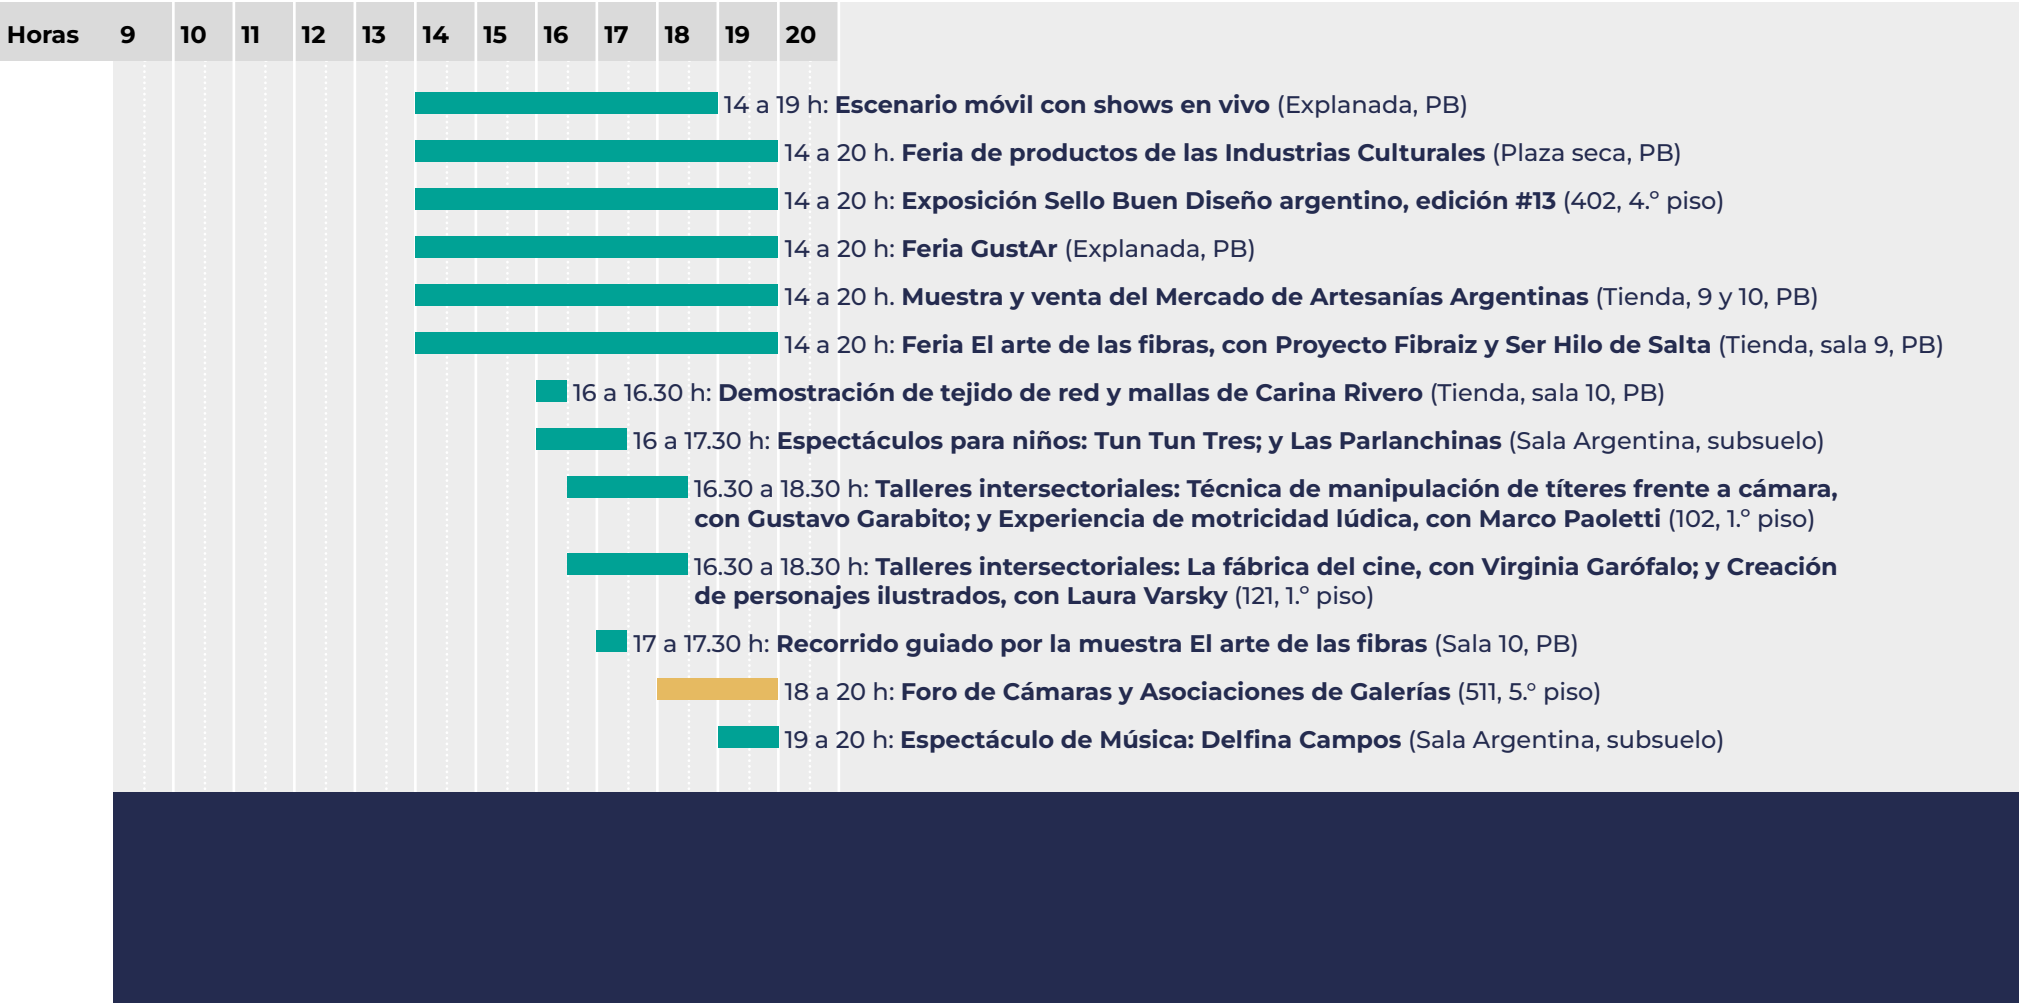 Horas 9 10 11 12 13 14 15 16 17 18 19 20
14 a 19 h: Escenario móvil con shows en vivo (Explanada, PB)
14 a 20 h. Feria de productos de las Industrias Culturales (Plaza seca, PB)
14 a 20 h: Exposición Sello Buen Diseño argentino, edición #13 (402, 4.º piso)
14 a 20 h: Feria GustAr (Explanada, PB)
14 a 20 h. Muestra y venta del Mercado de Artesanías Argentinas (Tienda, 9 y 10, PB)
14 a 20 h: Feria El arte de las fibras, con Proyecto Fibraiz y Ser Hilo de Salta (Tienda, sala 9, PB)
16 a 16.30 h: Demostración de tejido de red y mallas de Carina Rivero (Tienda, sala 10, PB)
16 a 17.30 h: Espectáculos para niños: Tun Tun Tres; y Las Parlanchinas (Sala Argentina, subsuelo)
16.30 a 18.30 h: Talleres intersectoriales: Técnica de manipulación de títeres frente a cámara,
con Gustavo Garabito; y Experiencia de motricidad lúdica, con Marco Paoletti (102, 1.º piso)
16.30 a 18.30 h: Talleres intersectoriales: La fábrica del cine, con Virginia Garófalo; y Creación
de personajes ilustrados, con Laura Varsky (121, 1.º piso)
17 a 17.30 h: Recorrido guiado por la muestra El arte de las fibras (Sala 10, PB)
18 a 20 h: Foro de Cámaras y Asociaciones de Galerías (511, 5.° piso)
19 a 20 h: Espectáculo de Música: Delfina Campos (Sala Argentina, subsuelo)